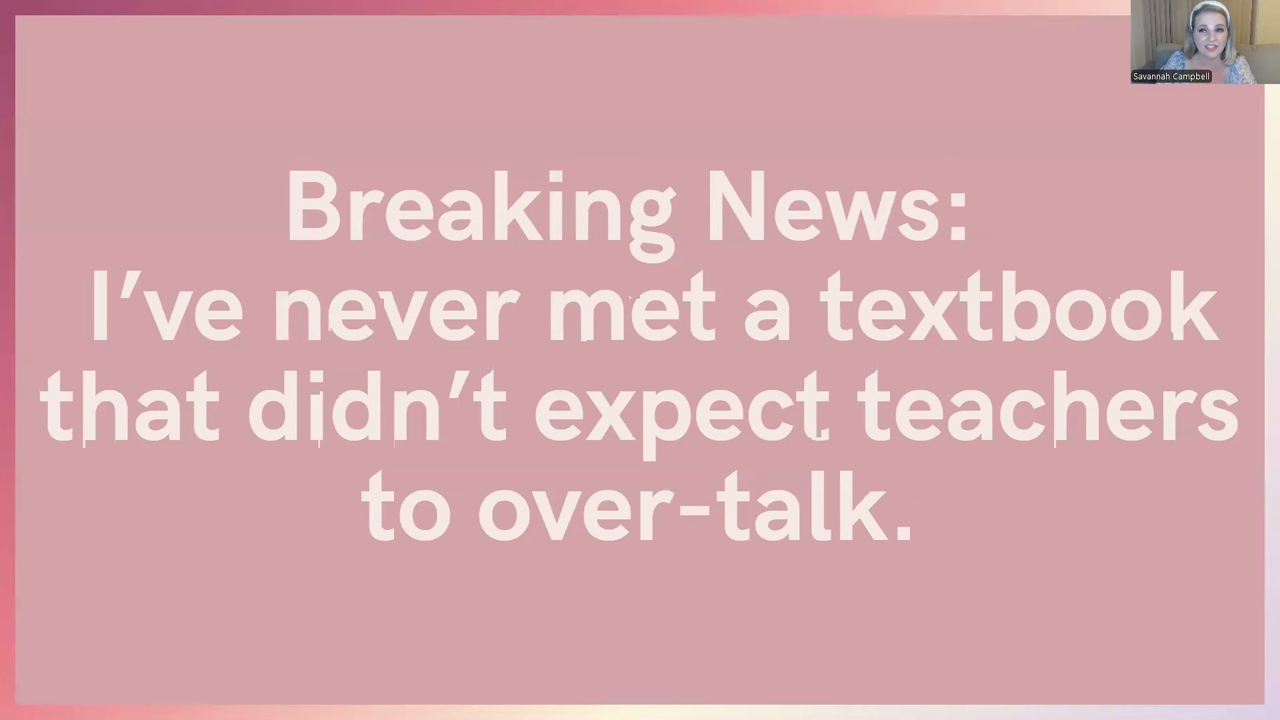 Savannah Campbell
Breaking News:
I’ve never met a textbook
that didn’t expect teachers
to over-talk.